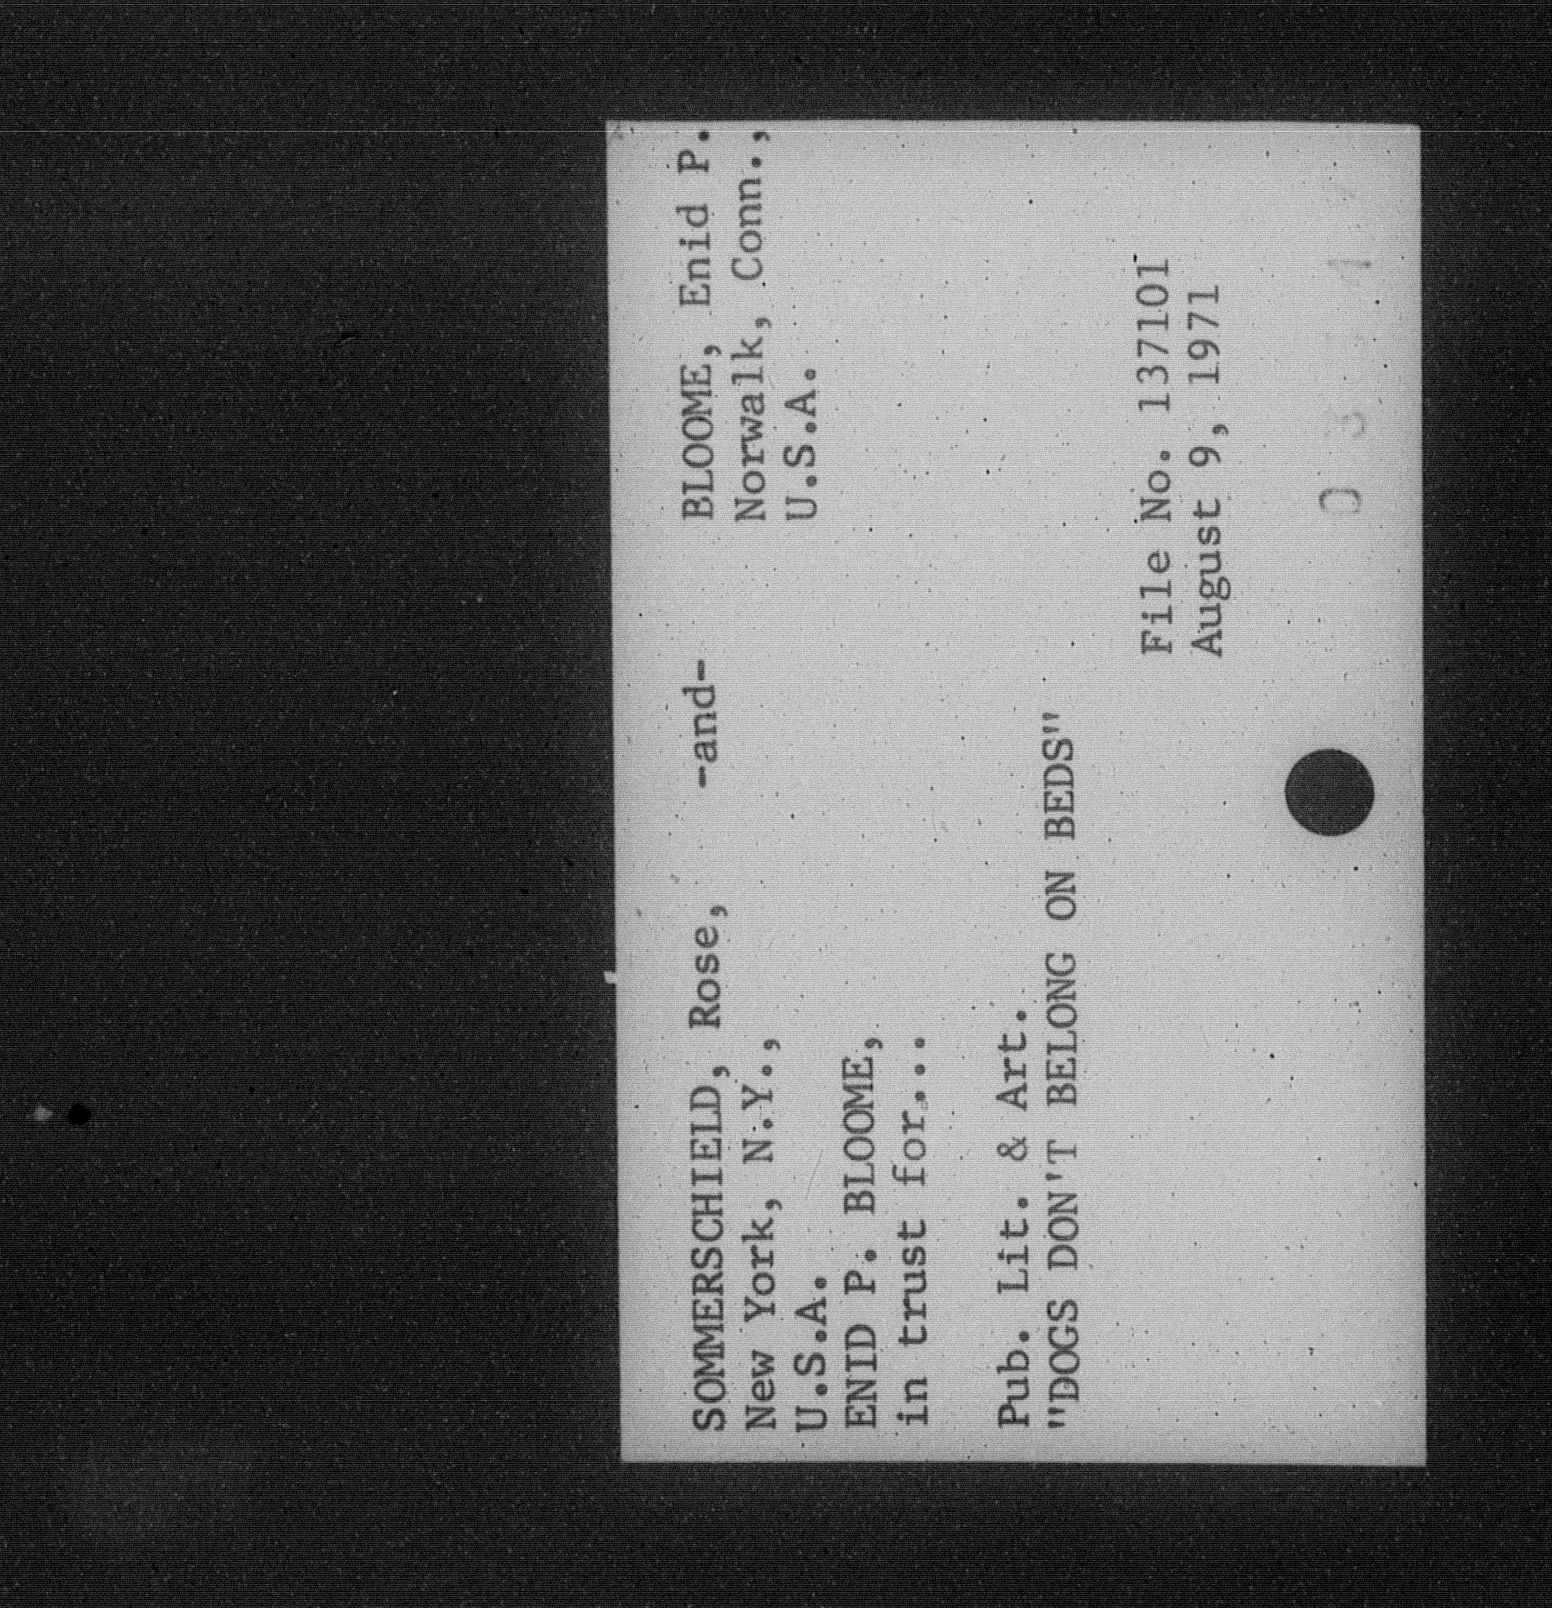 SOMMERSCHIELD, Rose, -and- BLOOME, Enid P.
New York, N.Y., Norwalk, Conn.,
U.S.A. U.S.A.
ENID P. BLOOME,
in trust for...
Pub. Lit. & Art.
"DOGS DON'T BELONG ON BEDS"
File No. 137101
August 9, 1971